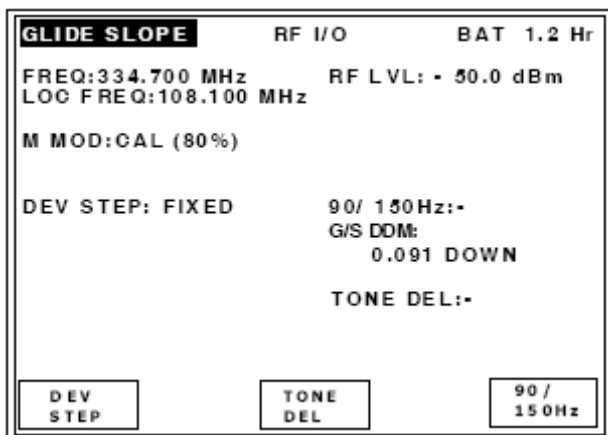 GLIDE SLOPE RF I/O BAT 1.2 Hr
FREQ:334.700 MHz RF LVL: - 50.0 dBm
LOC FREQ:108.100 MHz
M MOD:CAL (80%)
DEV STEP: FIXED 90/ 150Hz:-
G/S DDM:
0.091 DOWN
TONE DEL:-
DEV TONE 90/
STEP DEL 150Hz